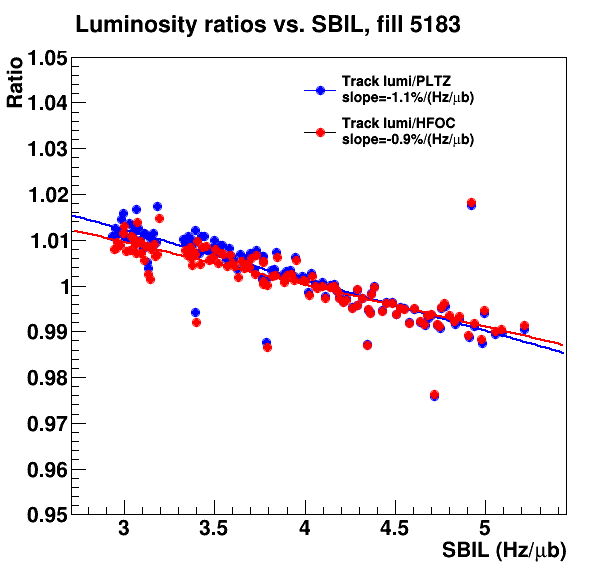 Luminosity ratios vs. SBIL, fill 5183
Ratio
1.05
1.04
1.03
1.02
1.01
1
0.99
0.98
0.97
0.96
0.95
Track lumi/PLTZ
slope=-1.1%/(Hz/μb)
Track lumi/HFOC
slope=-0.9%/(Hz/μb)
3
3.5
4
4.5
5
SBIL (Hz/μb)